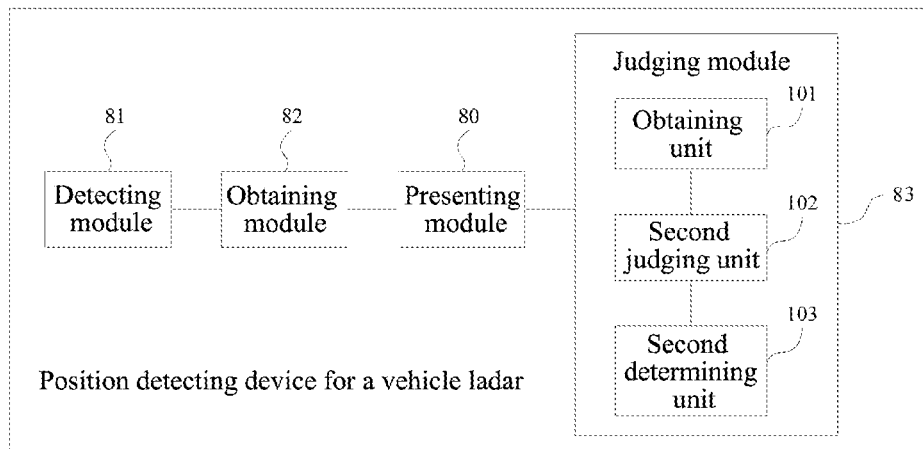 Judging module
101
Obtaining
unit
81
82
80
Detecting
module
Obtaining
module
Presenting
module
102
Second
judging unit
83
103
Second
determining
unit
Position detecting device for a vehicle ladar